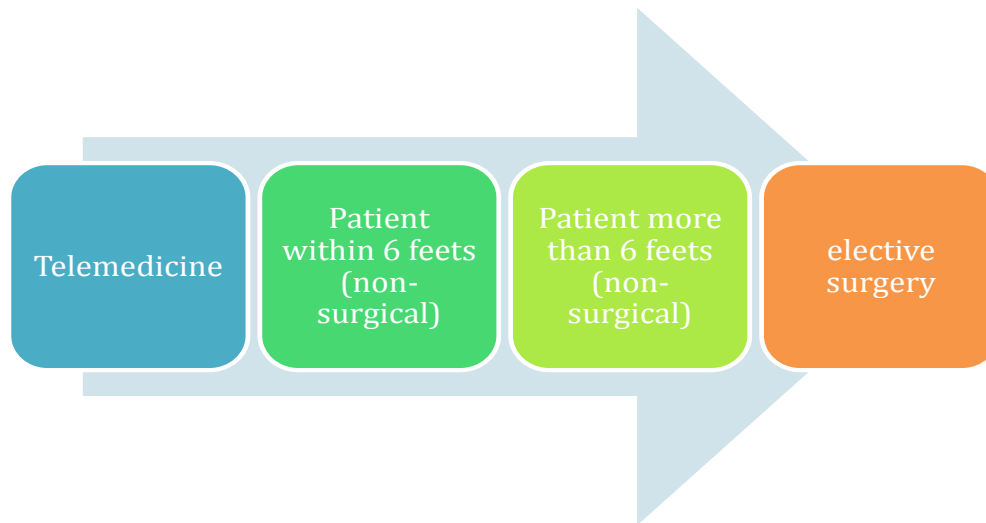 Telemedicine
Patient
within 6 feets
(non-
surgical)
Patient more
than 6 feets
(non-
surgical)
elective
surgery